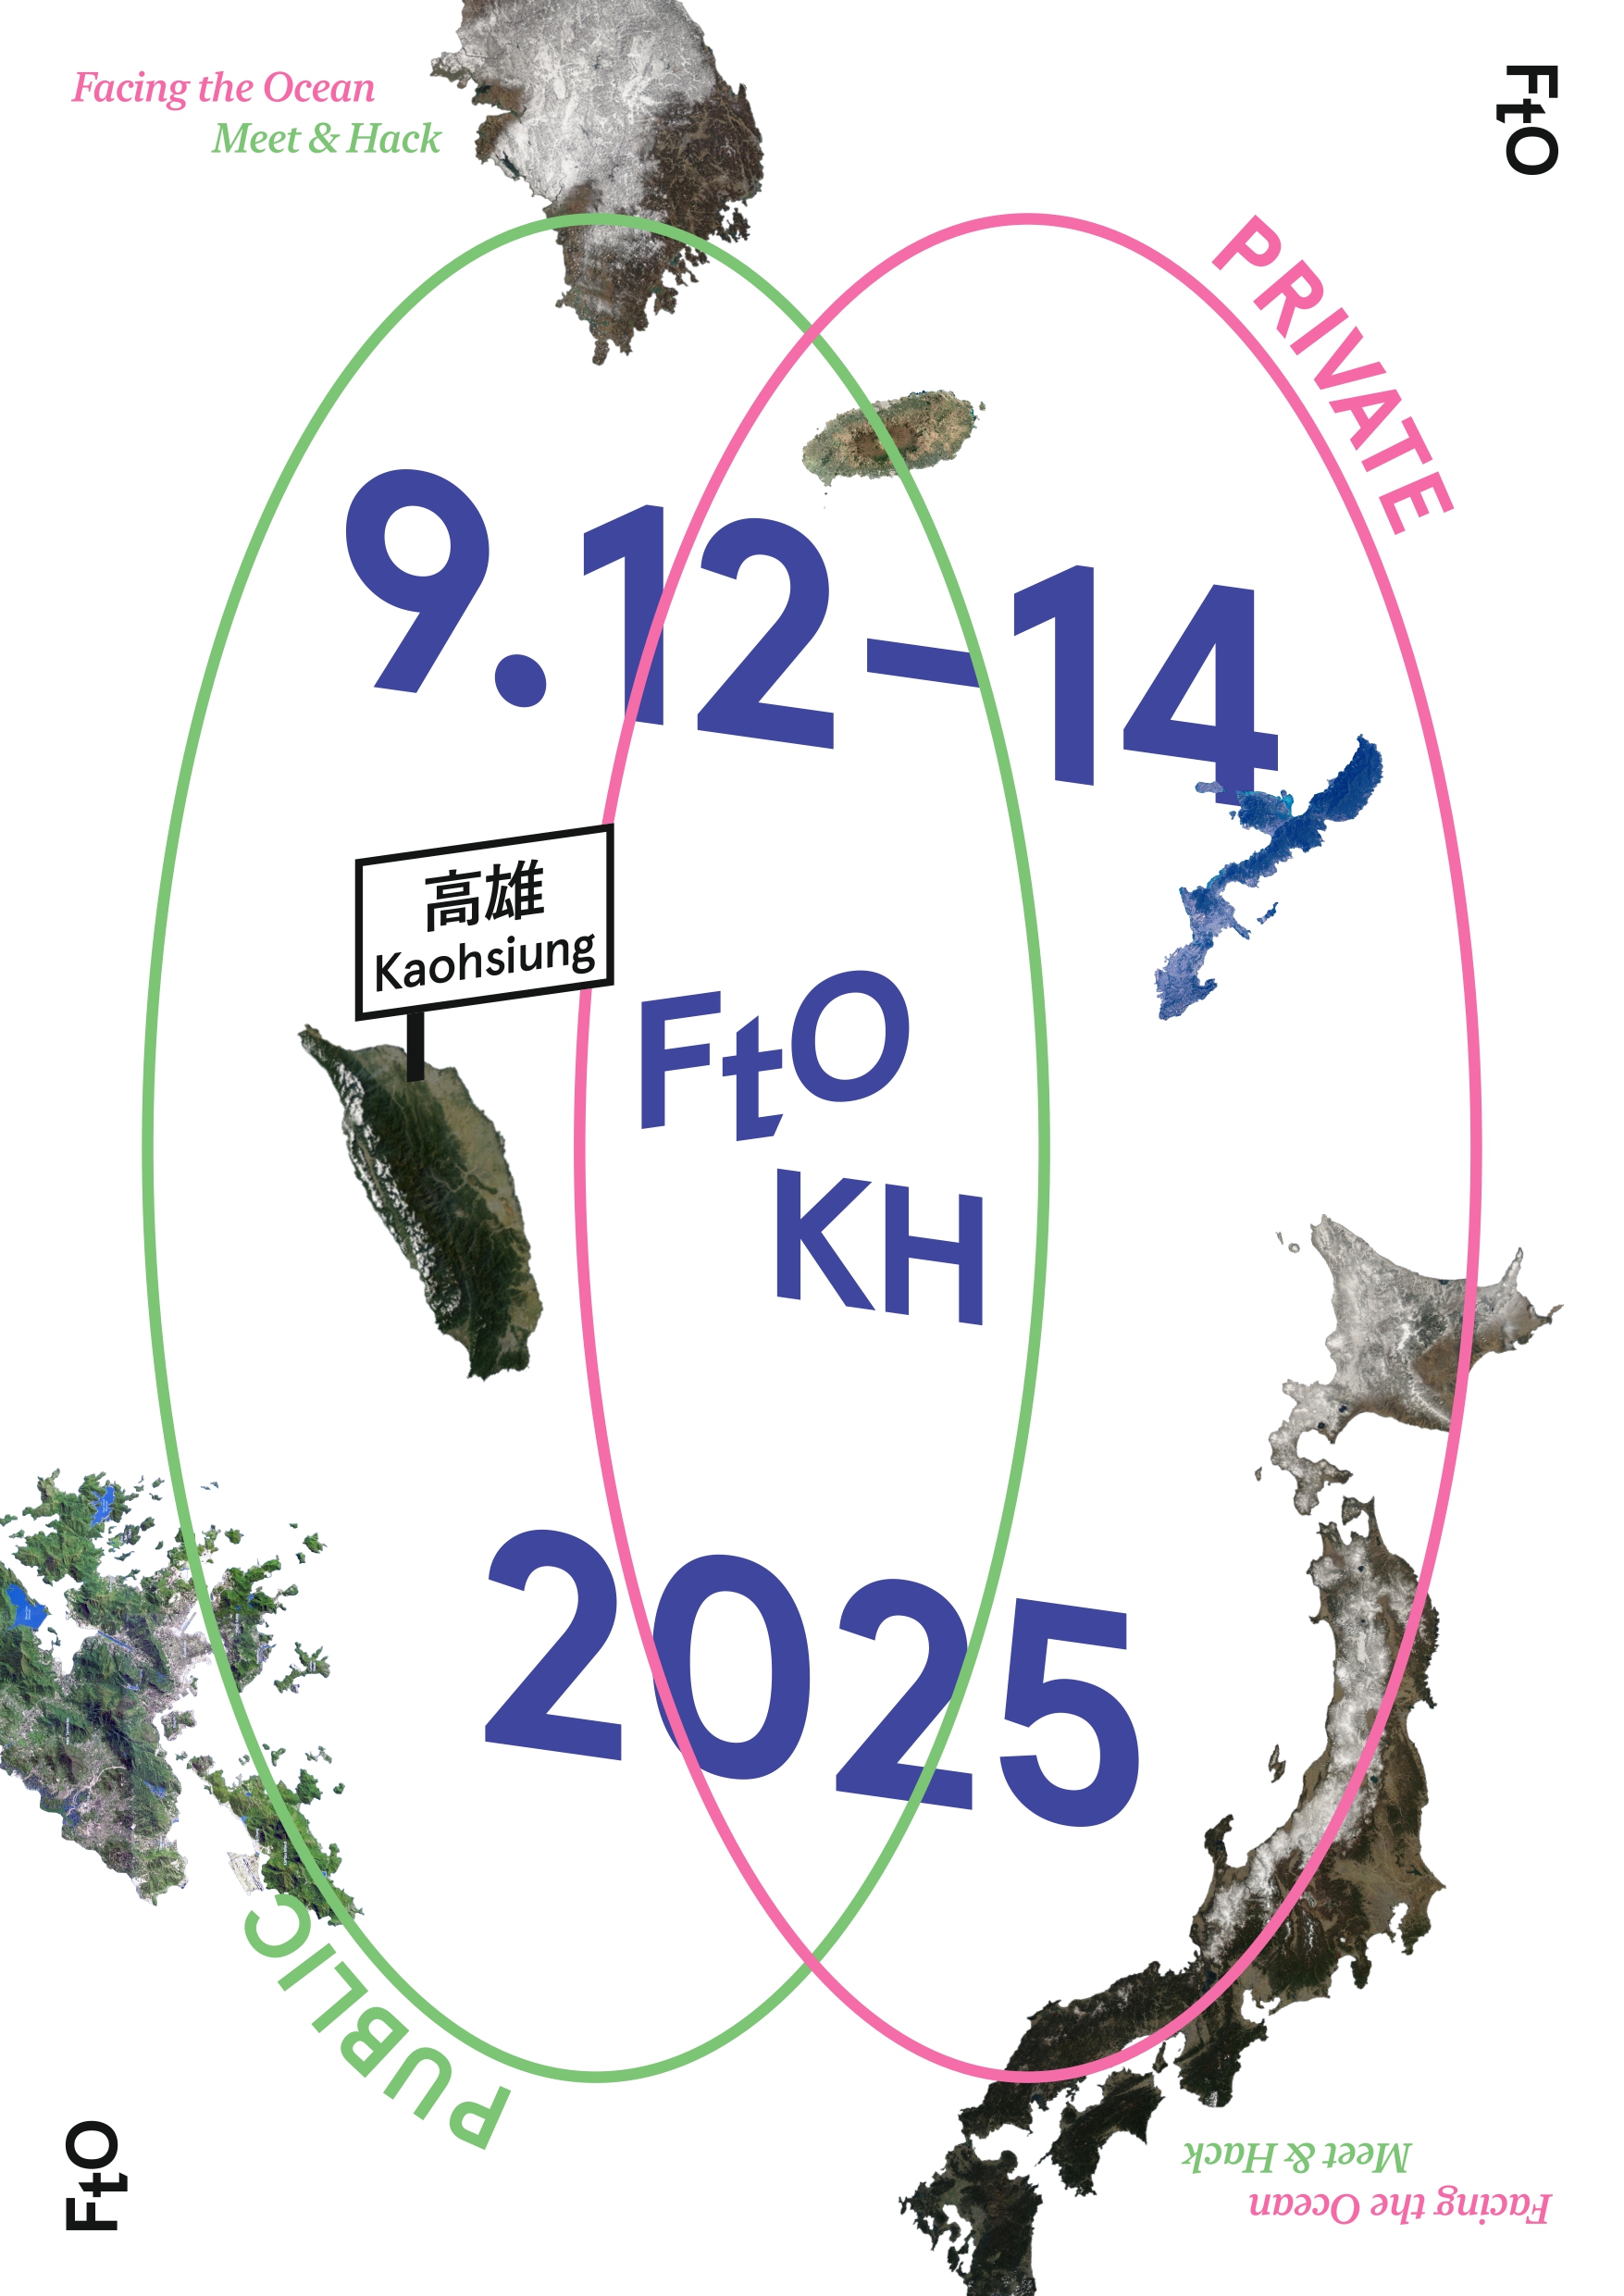 Facing the Ocean
Meet & Hack
FtO
PRIVATE
9.12–14
高雄
Kaohsiung
FtO
KH
2025
PUBLIC
FtO
Facing the Ocean
Meet & Hack